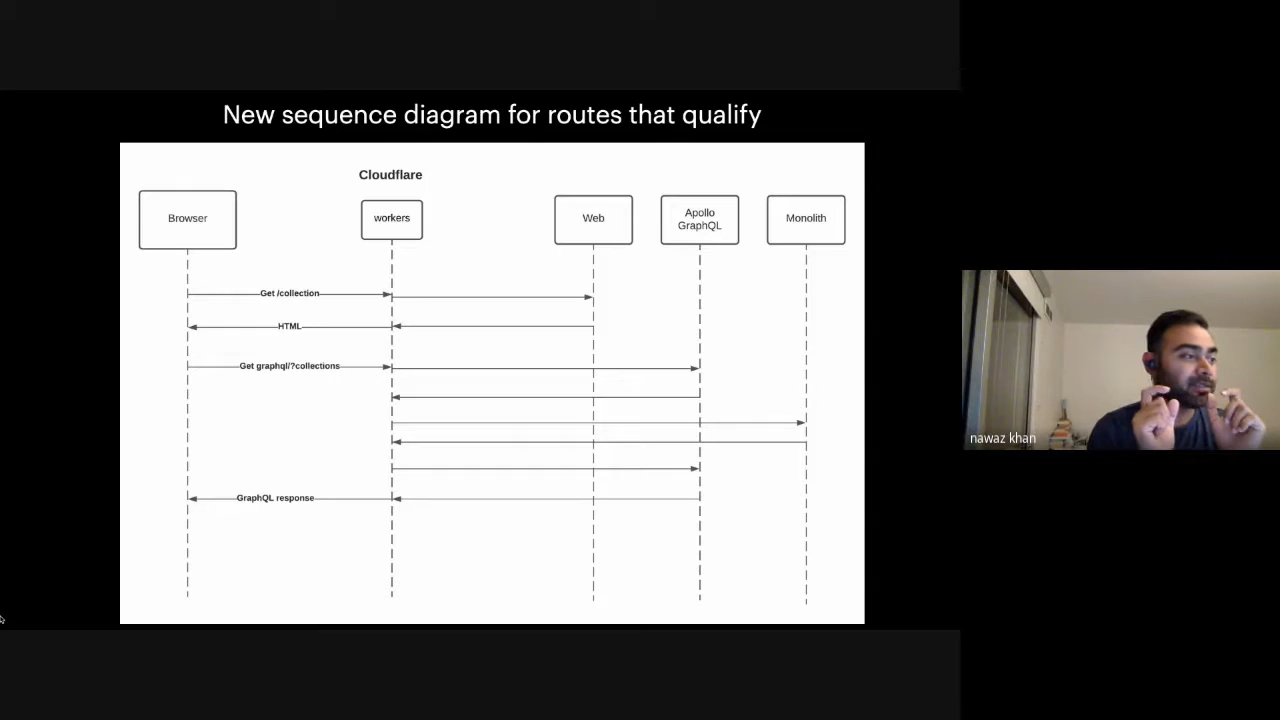 New sequence diagram for routes that qualify
Cloudflare
Browser
workers
Web
Apollo
GraphQL
Monolith
Get /collection
HTML
Get graphql/?collections
GraphQL response
nawaz khan